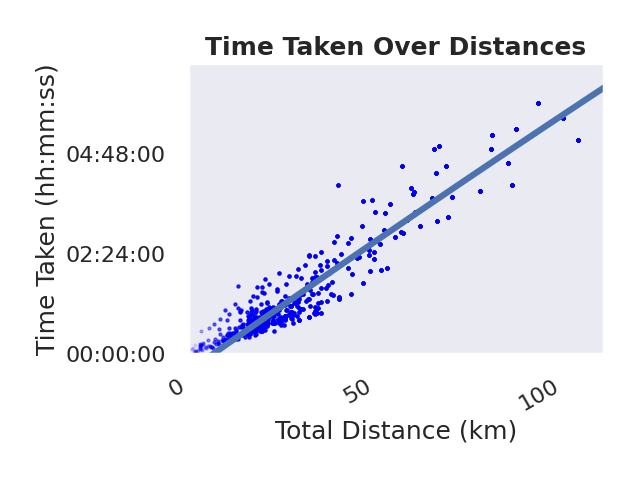 Time Taken Over Distances
Time Taken (hh:mm:ss)
04:48:00
02:24:00
00:00:00
0
50
100
Total Distance (km)